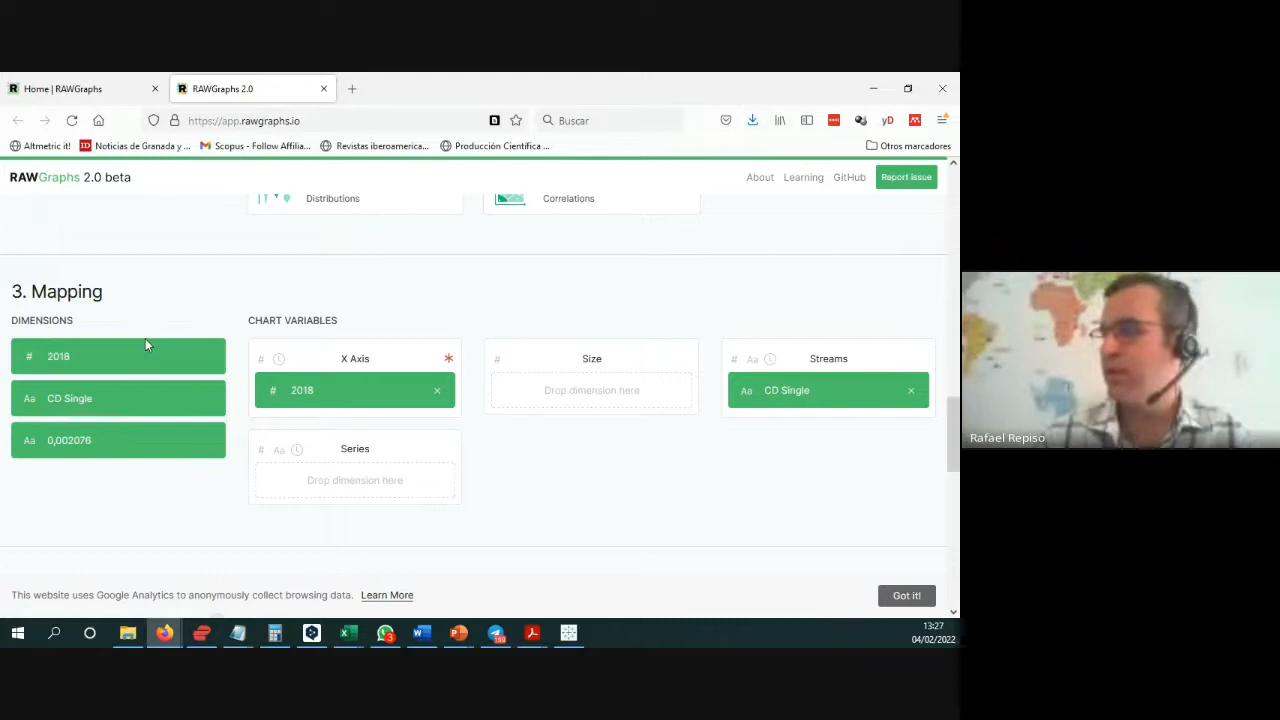 Home | RAWGraphs
RAWGraphs 2.0
https://app.rawgraphs.io
Buscar
Altmetric it!
Noticias de Granada y ...
Scopus - Follow Affilia...
Revistas iberoamerica...
Producción Científica ...
Otros marcadores
RAWGraphs 2.0 beta
About
Learning
GitHub
Report issue
Distributions
Correlations
3. Mapping
DIMENSIONS
CHART VARIABLES
# 2018
Aa CD Single
Aa 0,002076
# X Axis *
# 2018 ×
# Size
Drop dimension here
# Aa Streams
Aa CD Single ×
# Aa Series
Drop dimension here
Rafael Repiso
This website uses Google Analytics to anonymously collect browsing data. Learn More
Got it!
13:27
04/02/2022